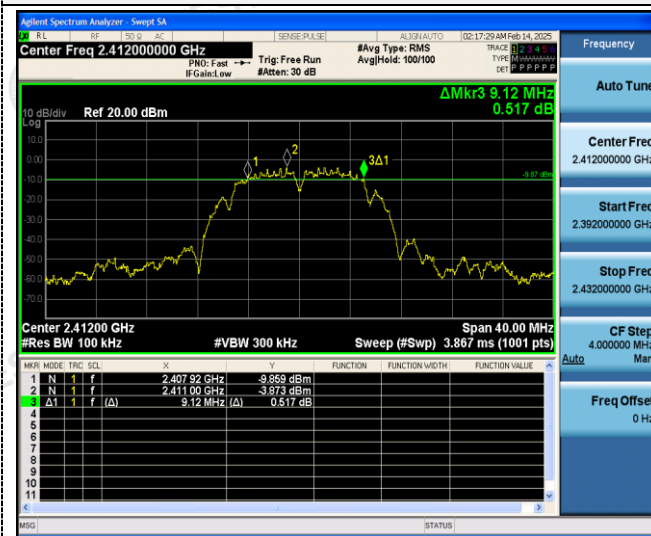 Agilent Spectrum Analyzer - Swept SA
RL RF 50 Ω AC SENSE:PULSE ALIGNAUTO 02:17:29 AM Feb 14, 2025
Center Freq 2.412000000 GHz
PNO: Fast Trig: Free Run
IFGain:Low #Atten: 30 dB
#Avg Type: RMS
Avg|Hold: 100/100
TRACE 1 2 3 4 5 6
TYPE
DET P P P P P P
ΔMkr3 9.12 MHz
0.517 dB
10 dB/div Ref 20.00 dBm
Log
10.0
0.00
-10.0
-20.0
-30.0
-40.0
-50.0
-60.0
-70.0
1
2
3Δ1
-9.87 dBm
Center 2.41200 GHz Span 40.00 MHz
#Res BW 100 kHz #VBW 300 kHz Sweep (#Swp) 3.867 ms (1001 pts)
MKR MODE TRC SCL X Y FUNCTION FUNCTION WIDTH FUNCTION VALUE
1 N 1 f 2.407 92 GHz -9.859 dBm
2 N 1 f 2.411 00 GHz -3.873 dBm
3 Δ1 1 f (Δ) 9.12 MHz (Δ) 0.517 dB
4
5
6
7
8
9
10
11
MSG STATUS
Frequency
Auto Tune
Center Freq
2.412000000 GHz
Start Freq
2.392000000 GHz
Stop Freq
2.432000000 GHz
CF Step
4.000000 MHz
Auto Man
Freq Offset
0 Hz